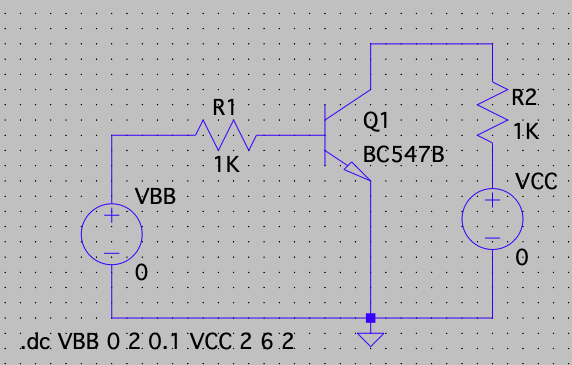 R1
1K
Q1
BC547B
R2
1K
VBB
0
VCC
0
.dc VBB 0 2 0.1 VCC 2 6 2